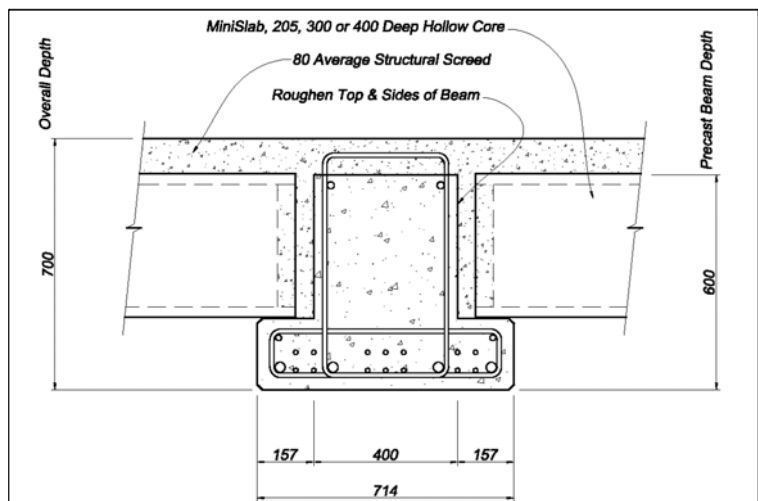 MiniSlab, 205, 300 or 400 Deep Hollow Core
80 Average Structural Screed
Roughen Top & Sides of Beam
Overall Depth
Precast Beam Depth
700
600
157
400
157
714